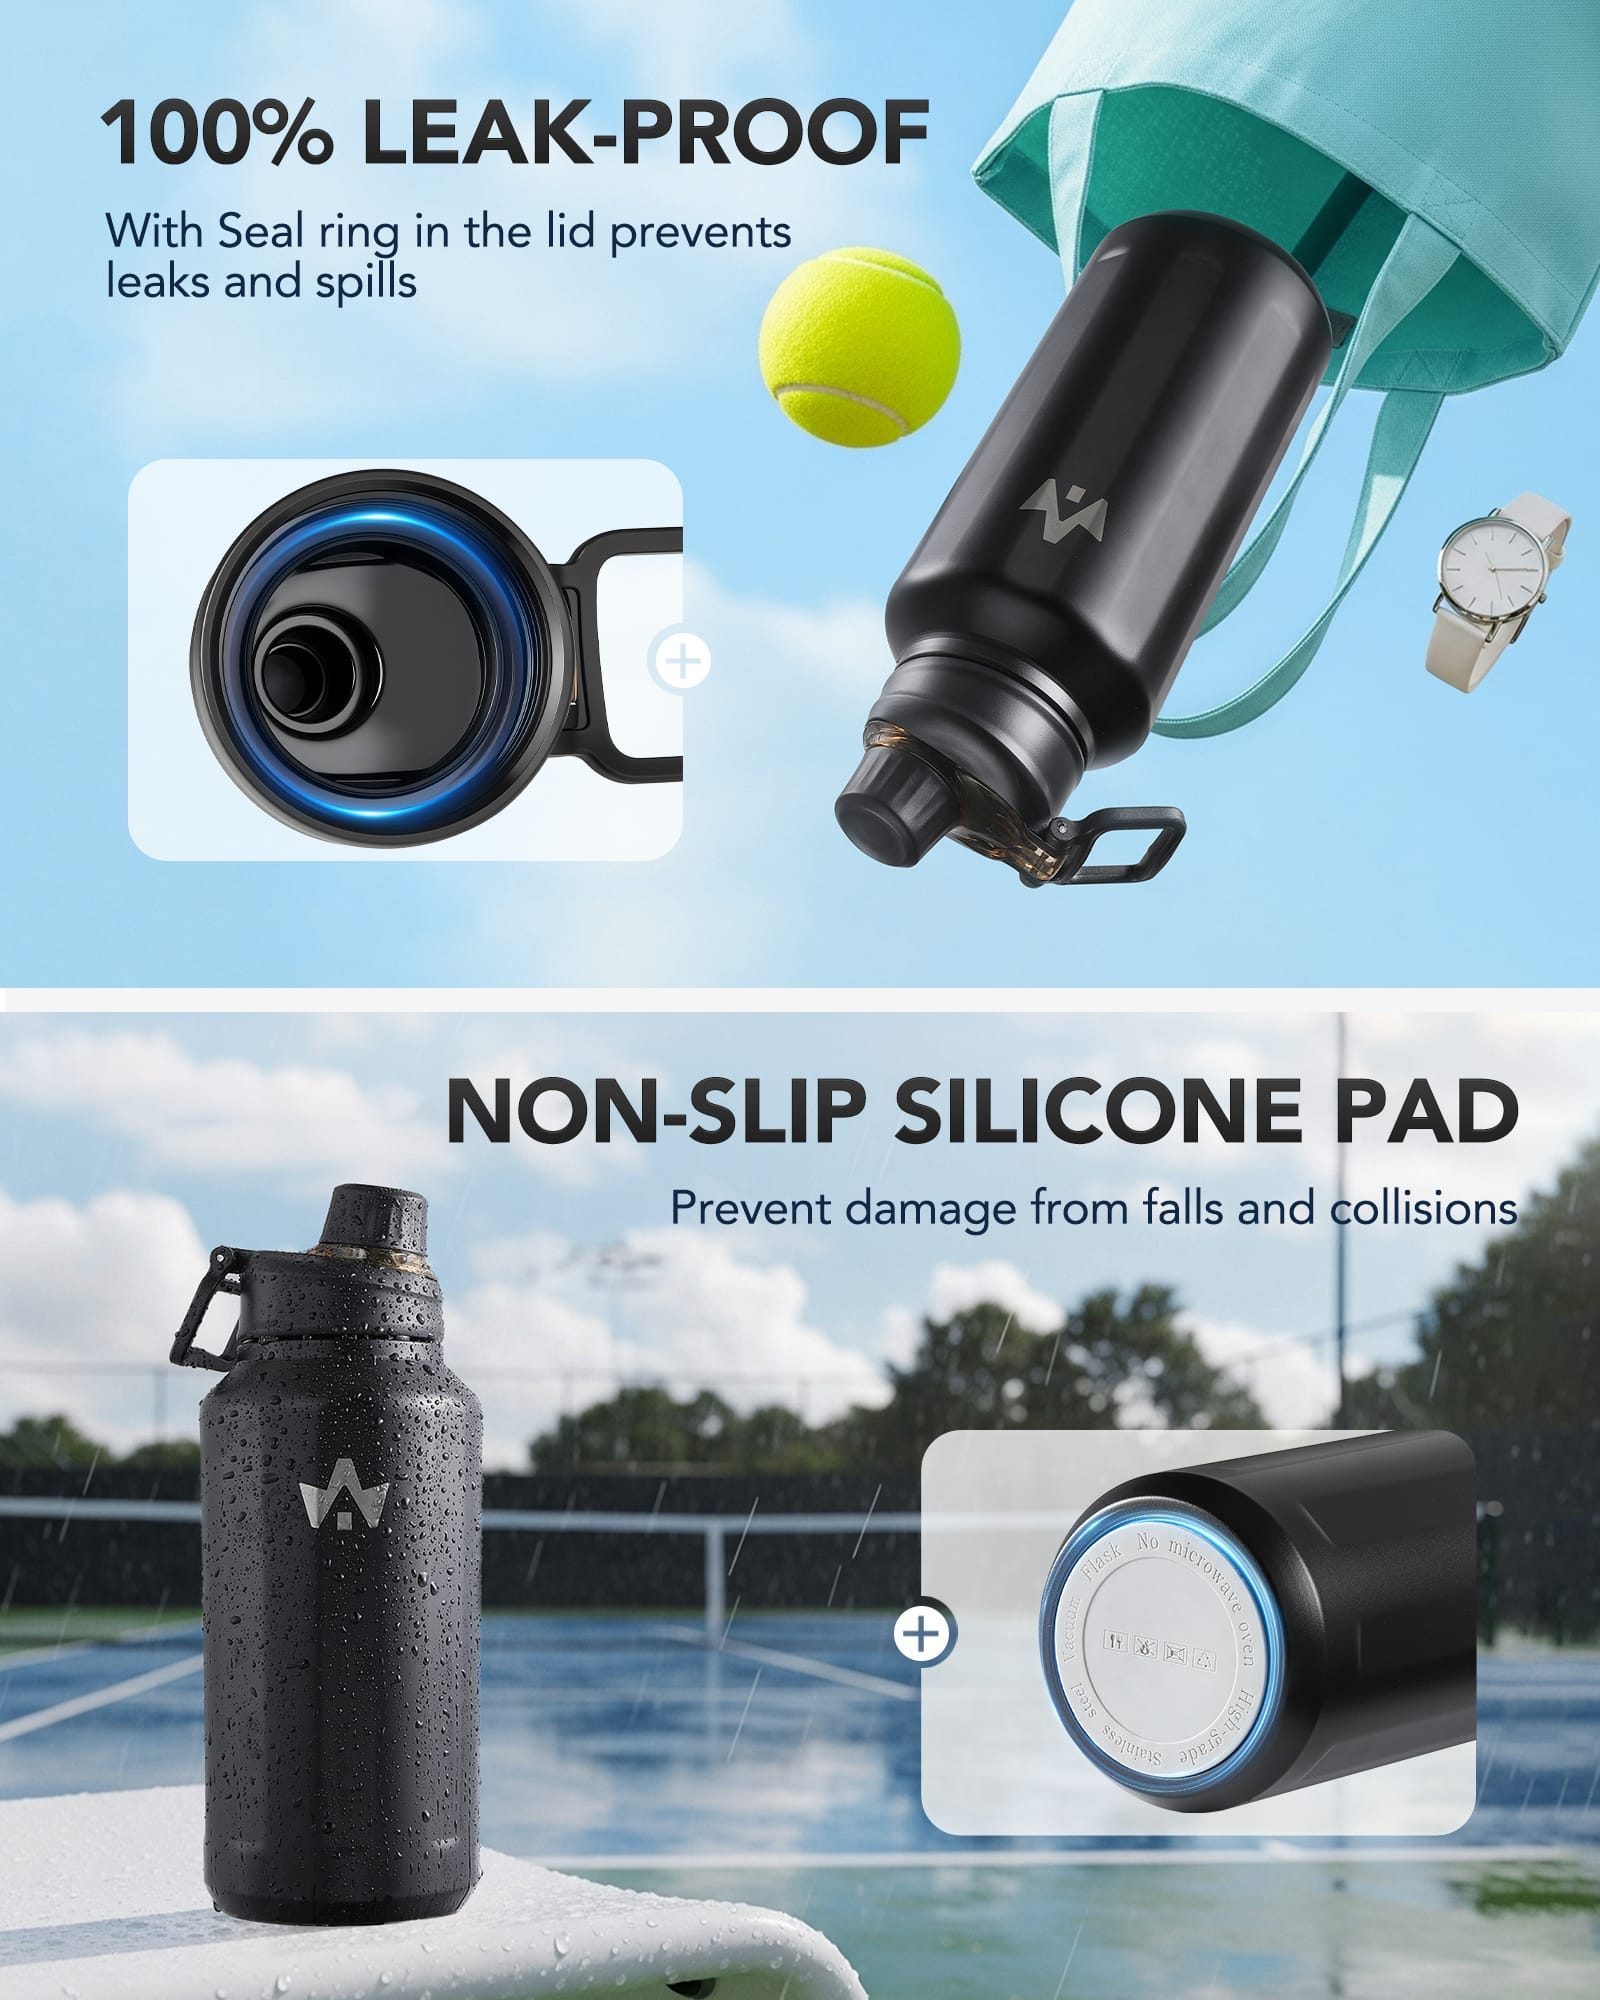 100% LEAK-PROOF
With Seal ring in the lid prevents
leaks and spills
NON-SLIP SILICONE PAD
Prevent damage from falls and collisions
No microwave oven High-grade Stainless steel Vacuum Flask